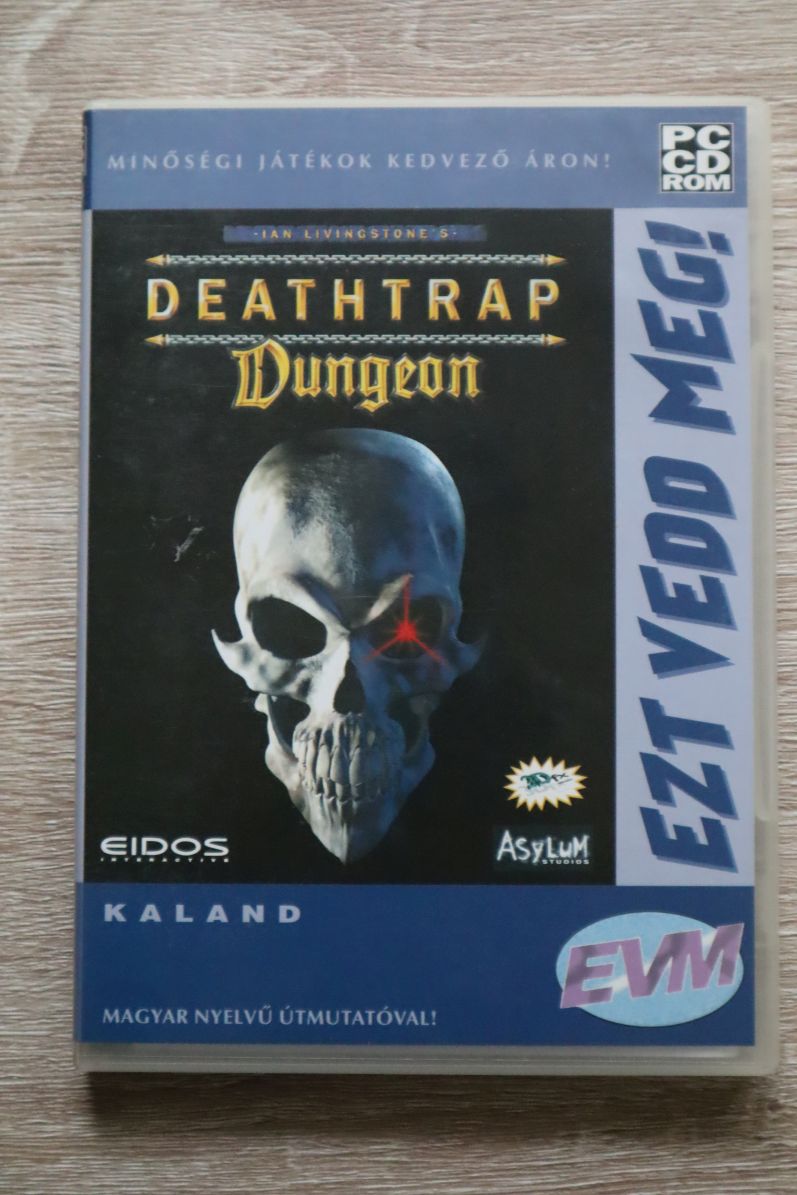 MINŐSÉGI JÁTÉKOK KEDVEZŐ ÁRON!
PC
CD
ROM
-IAN LIVINGSTONE'S-
DEATHTRAP
Dungeon
EZT VEDD MEG!
EIDOS
INTERACTIVE
ASYLUM
STUDIOS
KALAND
EVM
MAGYAR NYELVŰ ÚTMUTATÓVAL!